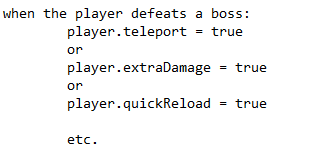 when the player defeats a boss:
player.teleport = true
or
player.extraDamage = true
or
player.quickReload = true
etc.